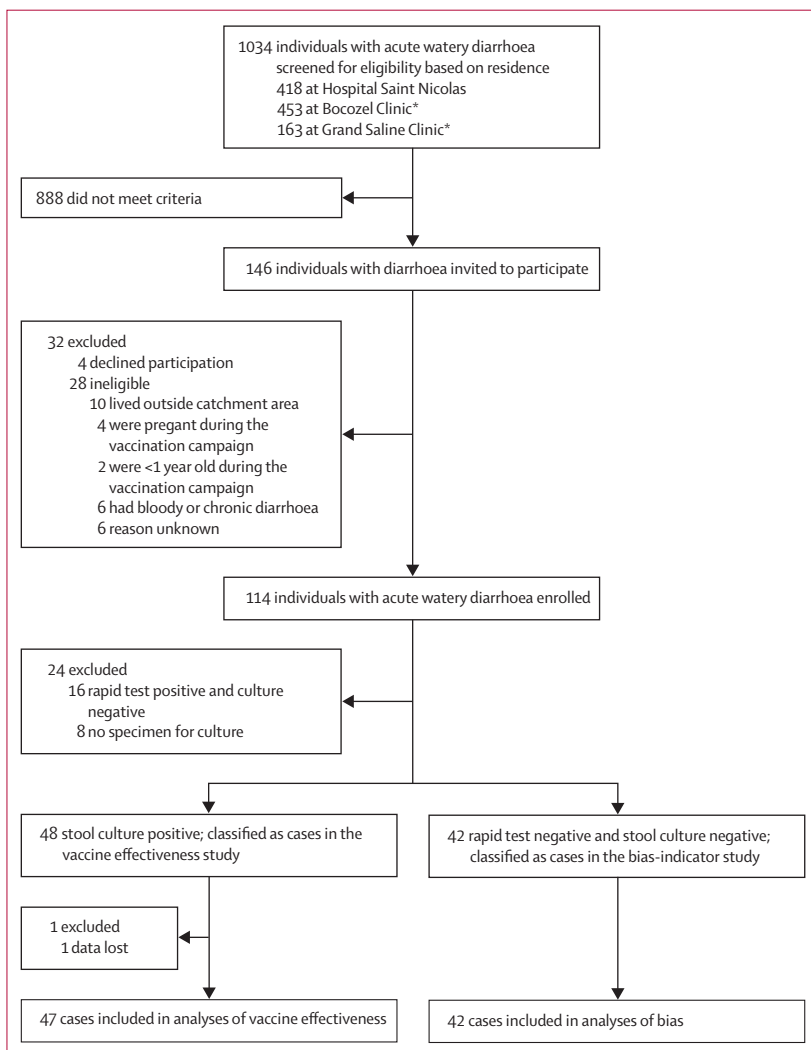 1034 individuals with acute watery diarrhoea
screened for eligibility based on residence
418 at Hospital Saint Nicolas
453 at Bocozel Clinic*
163 at Grand Saline Clinic*
888 did not meet criteria
146 individuals with diarrhoea invited to participate
32 excluded
4 declined participation
28 ineligible
10 lived outside catchment area
4 were pregant during the
vaccination campaign
2 were <1 year old during the
vaccination campaign
6 had bloody or chronic diarrhoea
6 reason unknown
114 individuals with acute watery diarrhoea enrolled
24 excluded
16 rapid test positive and culture
negative
8 no specimen for culture
48 stool culture positive; classified as cases in the
vaccine effectiveness study
42 rapid test negative and stool culture negative;
classified as cases in the bias-indicator study
1 excluded
1 data lost
47 cases included in analyses of vaccine effectiveness
42 cases included in analyses of bias